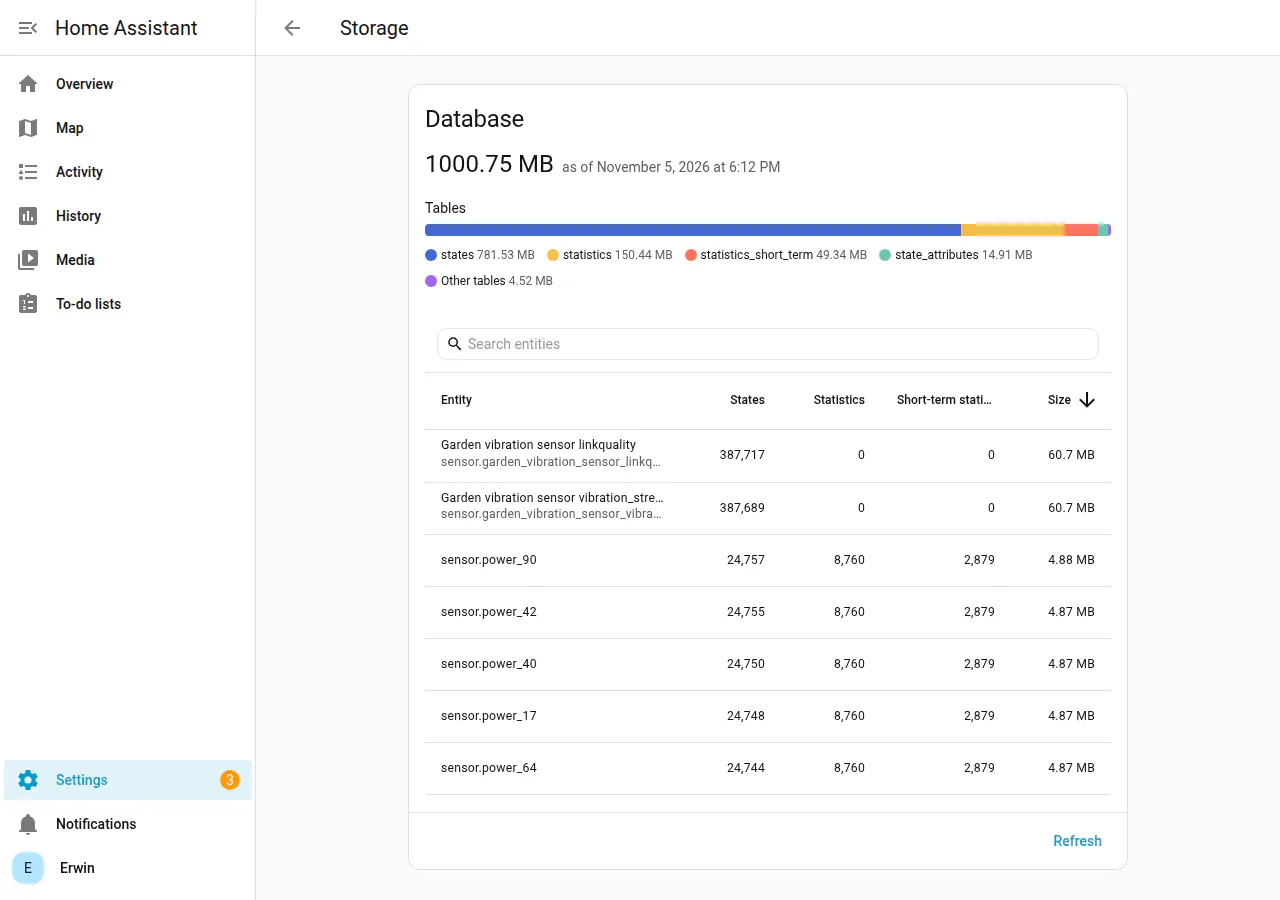 Home Assistant
Storage
Overview
Map
Activity
History
Media
To-do lists
Settings
3
Notifications
E
Erwin
Database
1000.75 MB as of November 5, 2026 at 6:12 PM
Tables
states 781.53 MB statistics 150.44 MB statistics_short_term 49.34 MB state_attributes 14.91 MB
Other tables 4.52 MB
Search entities
Entity States Statistics Short-term stati… Size
Garden vibration sensor linkquality
sensor.garden_vibration_sensor_linkq… 387,717 0 0 60.7 MB
Garden vibration sensor vibration_stre…
sensor.garden_vibration_sensor_vibra… 387,689 0 0 60.7 MB
sensor.power_90 24,757 8,760 2,879 4.88 MB
sensor.power_42 24,755 8,760 2,879 4.87 MB
sensor.power_40 24,750 8,760 2,879 4.87 MB
sensor.power_17 24,748 8,760 2,879 4.87 MB
sensor.power_64 24,744 8,760 2,879 4.87 MB
Refresh